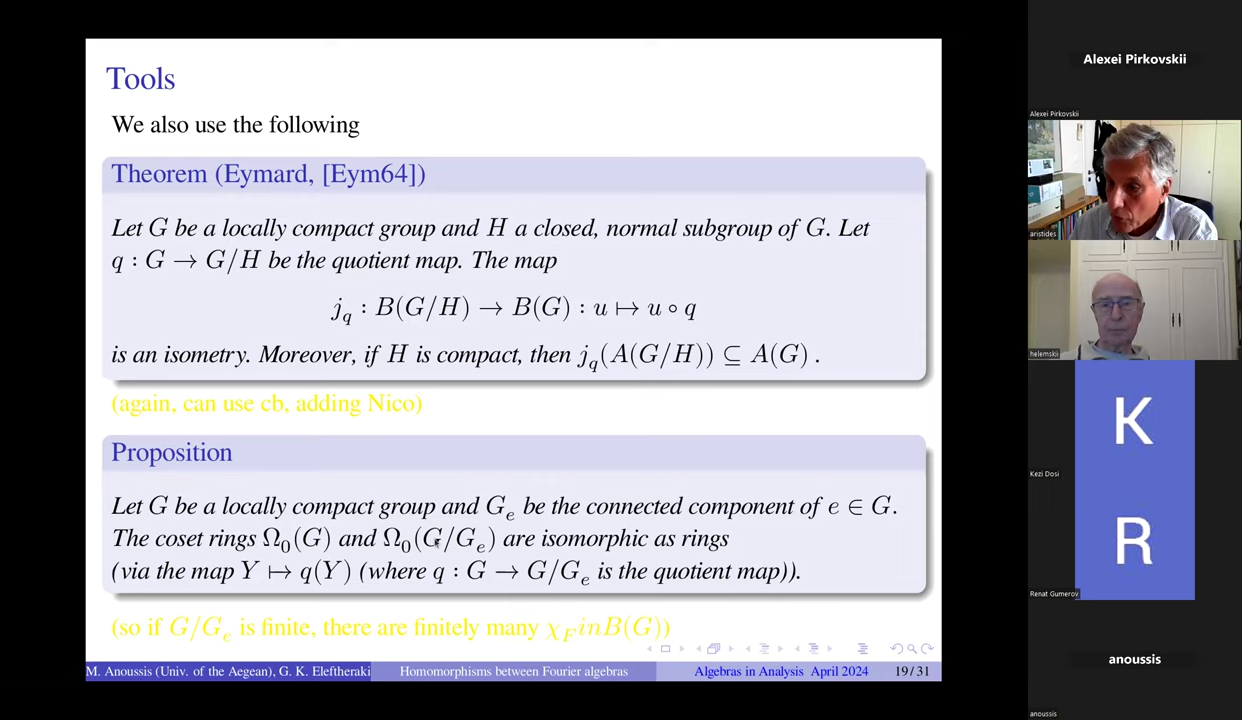 Tools
We also use the following
Theorem (Eymard, [Eym64])
Let G be a locally compact group and H a closed, normal subgroup of G. Let
q : G → G/H be the quotient map. The map
j_q : B(G/H) → B(G) : u ↦ u ∘ q
is an isometry. Moreover, if H is compact, then j_q(A(G/H)) ⊆ A(G) .
(again, can use cb, adding Nico)
Proposition
Let G be a locally compact group and G_e be the connected component of e ∈ G.
The coset rings Ω_0(G) and Ω_0(G/G_e) are isomorphic as rings
(via the map Y ↦ q(Y) (where q : G → G/G_e is the quotient map)).
(so if G/G_e is finite, there are finitely many χ_F inB(G))
M. Anoussis (Univ. of the Aegean), G. K. Eleftheraki
Homomorphisms between Fourier algebras
Algebras in Analysis April 2024
19/31
Alexei Pirkovskii
Alexei Pirkovskii
aristides
helemskii
K
Kezi Dosi
R
Renat Gumerov
anoussis
anoussis